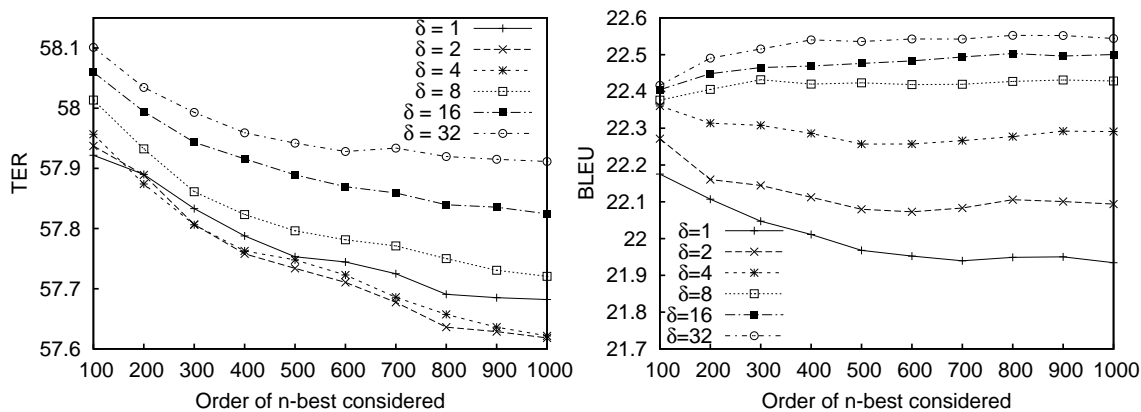 58.1
58
57.9
57.8
57.7
57.6
TER
100 200 300 400 500 600 700 800 900 1000
Order of n-best considered
δ = 1
δ = 2
δ = 4
δ = 8
δ = 16
δ = 32
22.6
22.5
22.4
22.3
22.2
22.1
22
21.9
21.8
21.7
BLEU
100 200 300 400 500 600 700 800 900 1000
Order of n-best considered
δ=1
δ=2
δ=4
δ=8
δ=16
δ=32